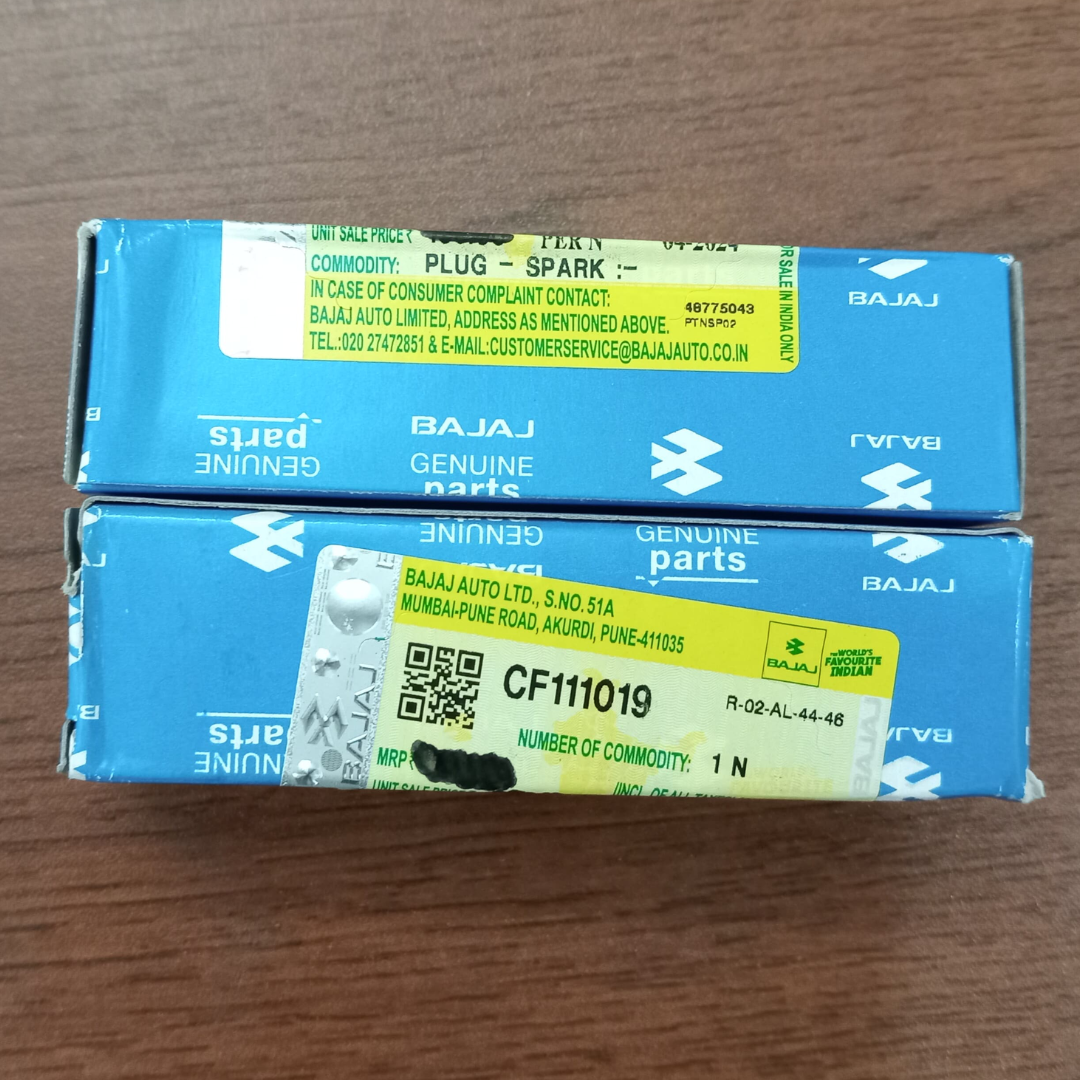 UNIT SALE PRICE ₹ PER N 04-2024
COMMODITY: PLUG - SPARK :-
IN CASE OF CONSUMER COMPLAINT CONTACT:
BAJAJ AUTO LIMITED, ADDRESS AS MENTIONED ABOVE.
TEL.:020 27472851 & E-MAIL:CUSTOMERSERVICE@BAJAJAUTO.CO.IN
48775043
PTNSP02
FOR SALE IN INDIA ONLY
BAJAJ
GENUINE
parts
BAJAJ
GENUINE
parts
BAJAJ
GENUINE
GENUINE
parts
BAJAJ
BAJAJ
BAJAJ AUTO LTD., S.NO. 51A
MUMBAI-PUNE ROAD, AKURDI, PUNE-411035
BAJAJ
THE WORLD'S
FAVOURITE
INDIAN
CF111019
R-02-AL-44-46
MRP ₹
NUMBER OF COMMODITY: 1 N
BAJAJ
BAJAJ
GENUINE
parts
BAJAJ